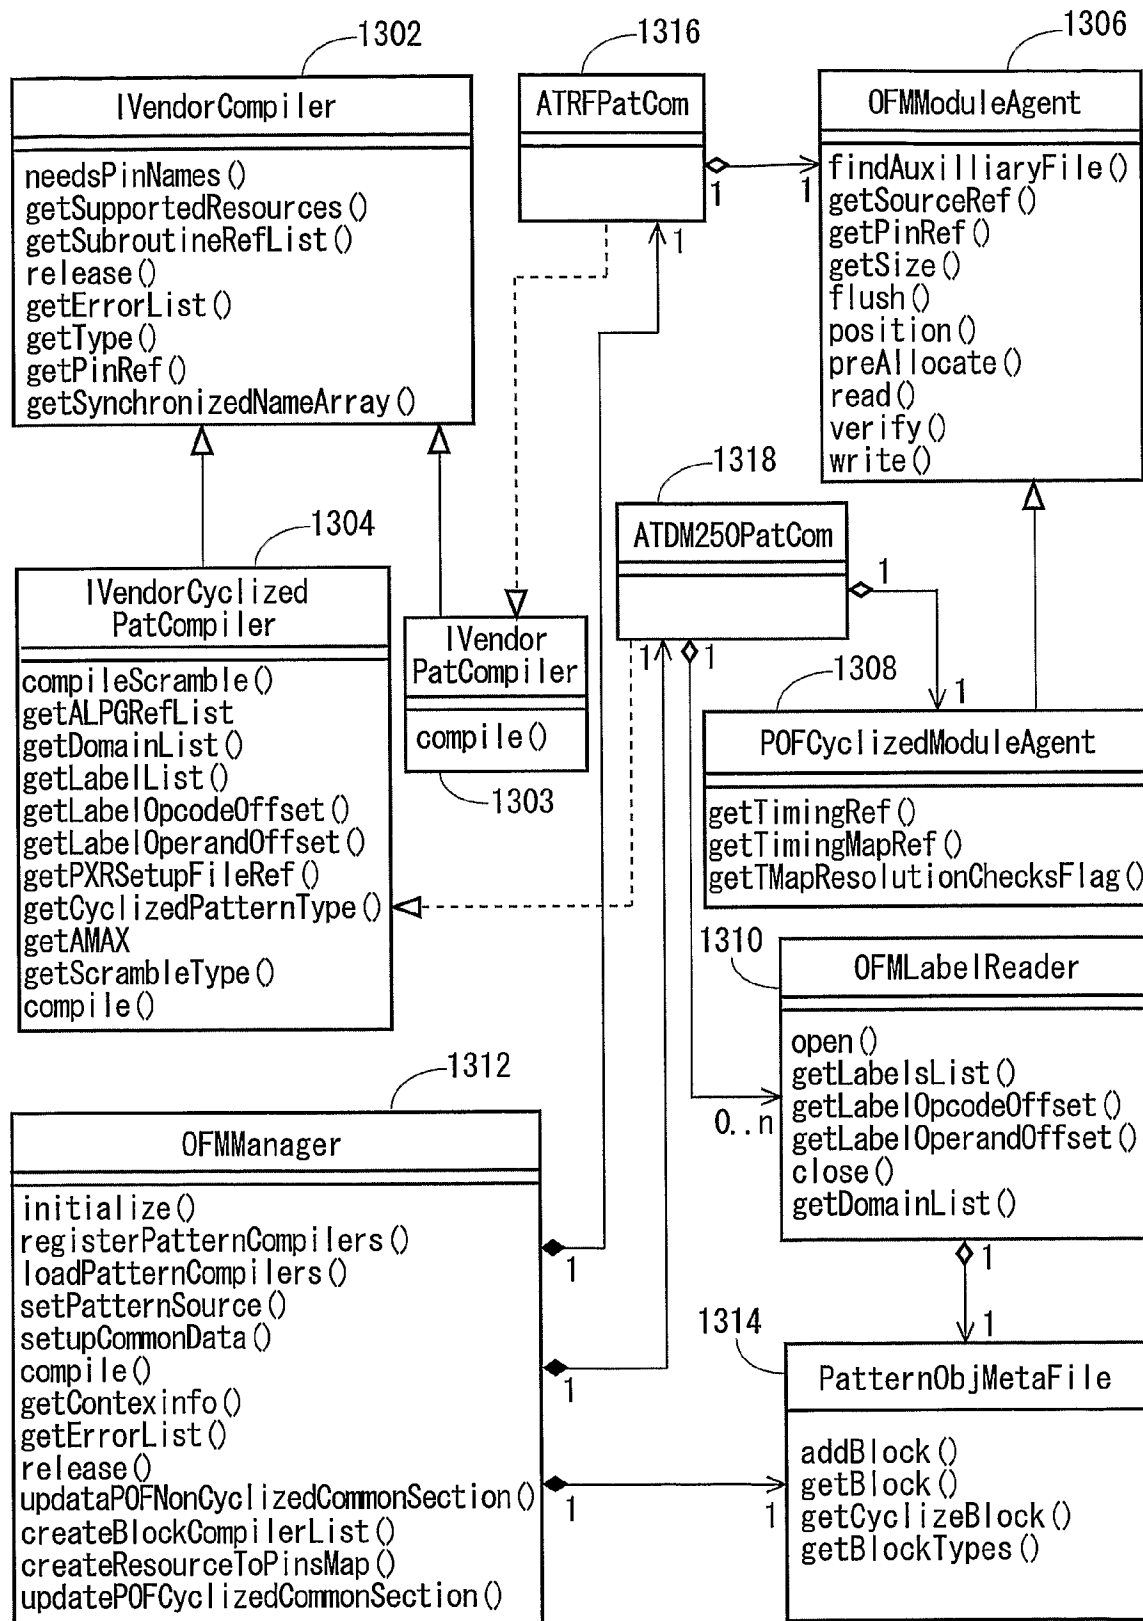 1302
IVendorCompiler
needsPinNames()
getSupportedResources()
getSubroutineRefList()
release()
getErrorList()
getType()
getPinRef()
getSynchronizedNameArray()
1316
ATRFPatCom
1
1
1
1306
OFMModuleAgent
findAuxilliaryFile()
getSourceRef()
getPinRef()
getSize()
flush()
position()
preAllocate()
read()
verify()
write()
1304
IVendorCyclized
PatCompiler
compileScramble()
getALPGRefList
getDomainList()
getLabelList()
getLabelOpcodeOffset()
getLabelOperandOffset()
getPXRSetupFileRef()
getCyclizedPatternType()
getAMAX
getScrambleType()
compile()
IVendor
PatCompiler
compile()
1303
1318
ATDM250PatCom
1
1
1
1308
1
POFCyclizedModuleAgent
getTimingRef()
getTimingMapRef()
getTMapResolutionChecksFlag()
1310
OFMLabelReader
open()
getLabelsList()
getLabelOpcodeOffset()
getLabelOperandOffset()
close()
getDomainList()
0..n
1
1
1312
OFMManager
initialize()
registerPatternCompilers()
loadPatternCompilers()
setPatternSource()
setupCommonData()
compile()
getContexinfo()
getErrorList()
release()
updataPOFNonCyclizedCommonSection()
createBlockCompilerList()
createResourceToPinsMap()
updatePOFCyclizedCommonSection()
1
1
1
1
1314
PatternObjMetaFile
addBlock()
getBlock()
getCyclizeBlock()
getBlockTypes()